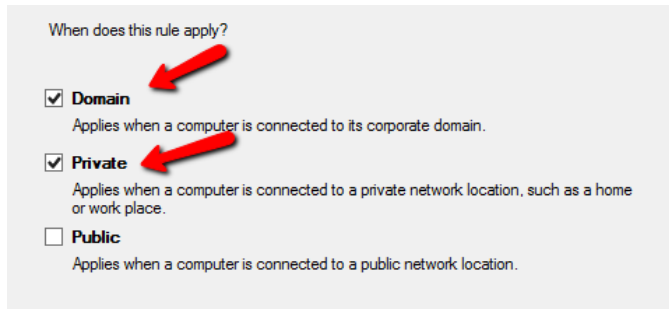 When does this rule apply?
Domain
Applies when a computer is connected to its corporate domain.
Private
Applies when a computer is connected to a private network location, such as a home
or work place.
Public
Applies when a computer is connected to a public network location.